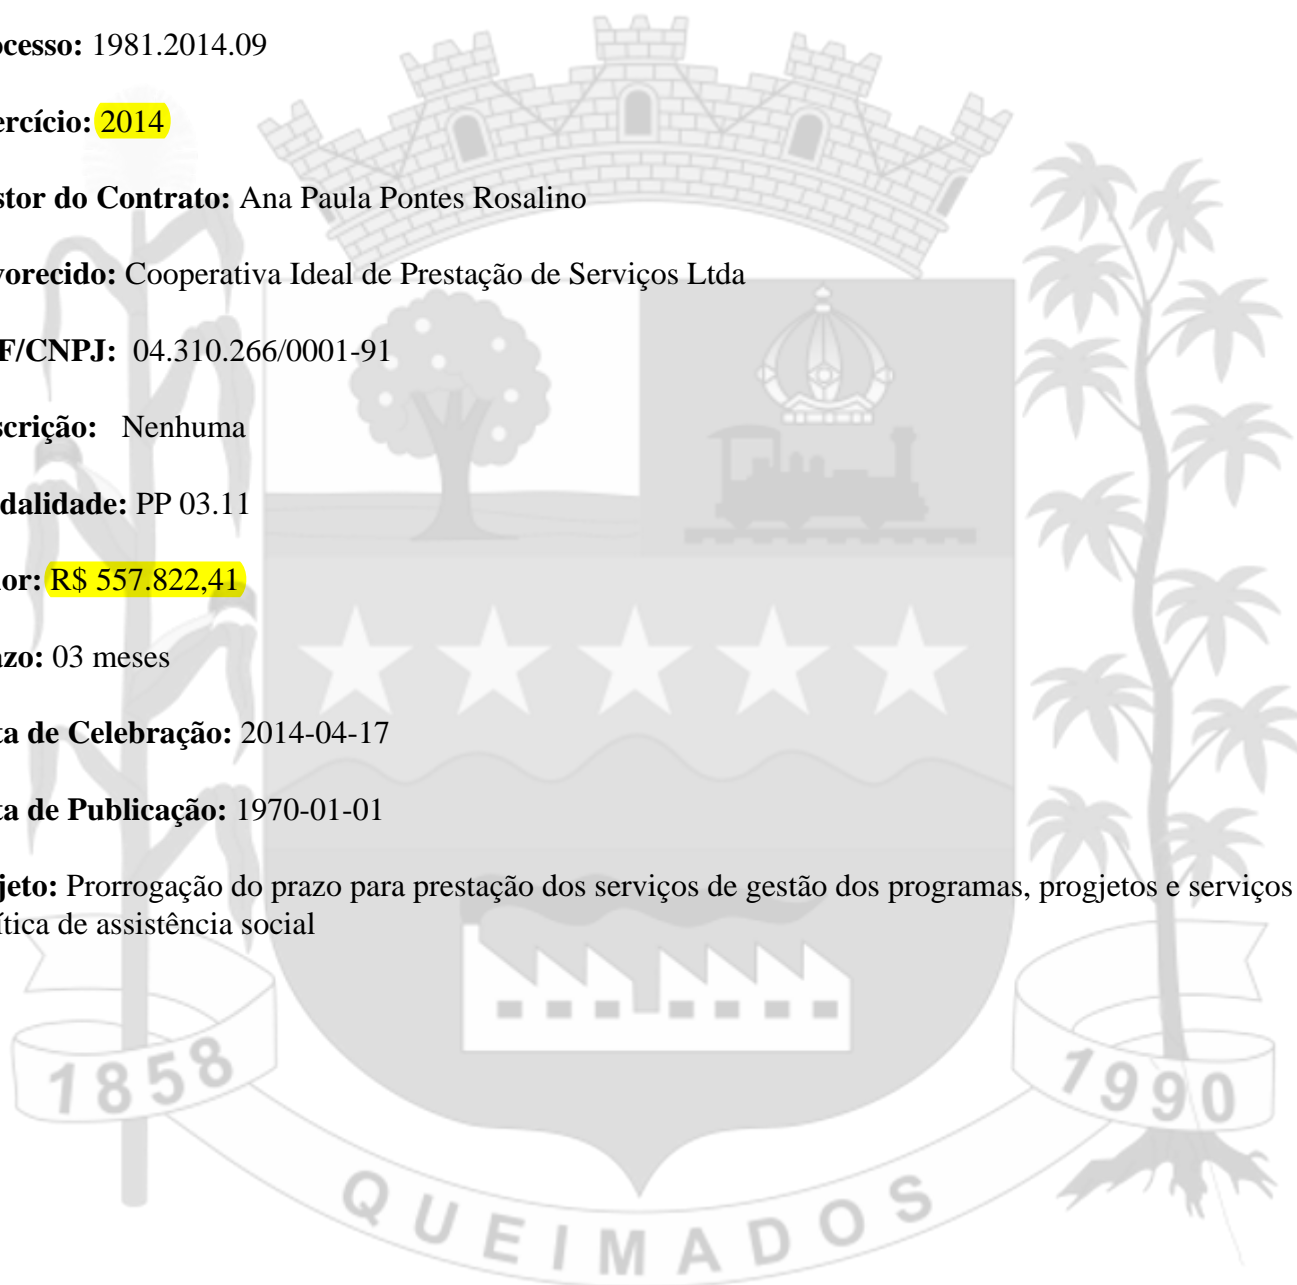 ocesso: 1981.2014.09
ercício: 2014
stor do Contrato: Ana Paula Pontes Rosalino
vorecido: Cooperativa Ideal de Prestação de Serviços Ltda
F/CNPJ: 04.310.266/0001-91
scrição: Nenhuma
dalidade: PP 03.11
lor: R$ 557.822,41
azo: 03 meses
ta de Celebração: 2014-04-17
ta de Publicação: 1970-01-01
jeto: Prorrogação do prazo para prestação dos serviços de gestão dos programas, progjetos e serviços
ítica de assistência social
1858
1990
QUEIMADOS